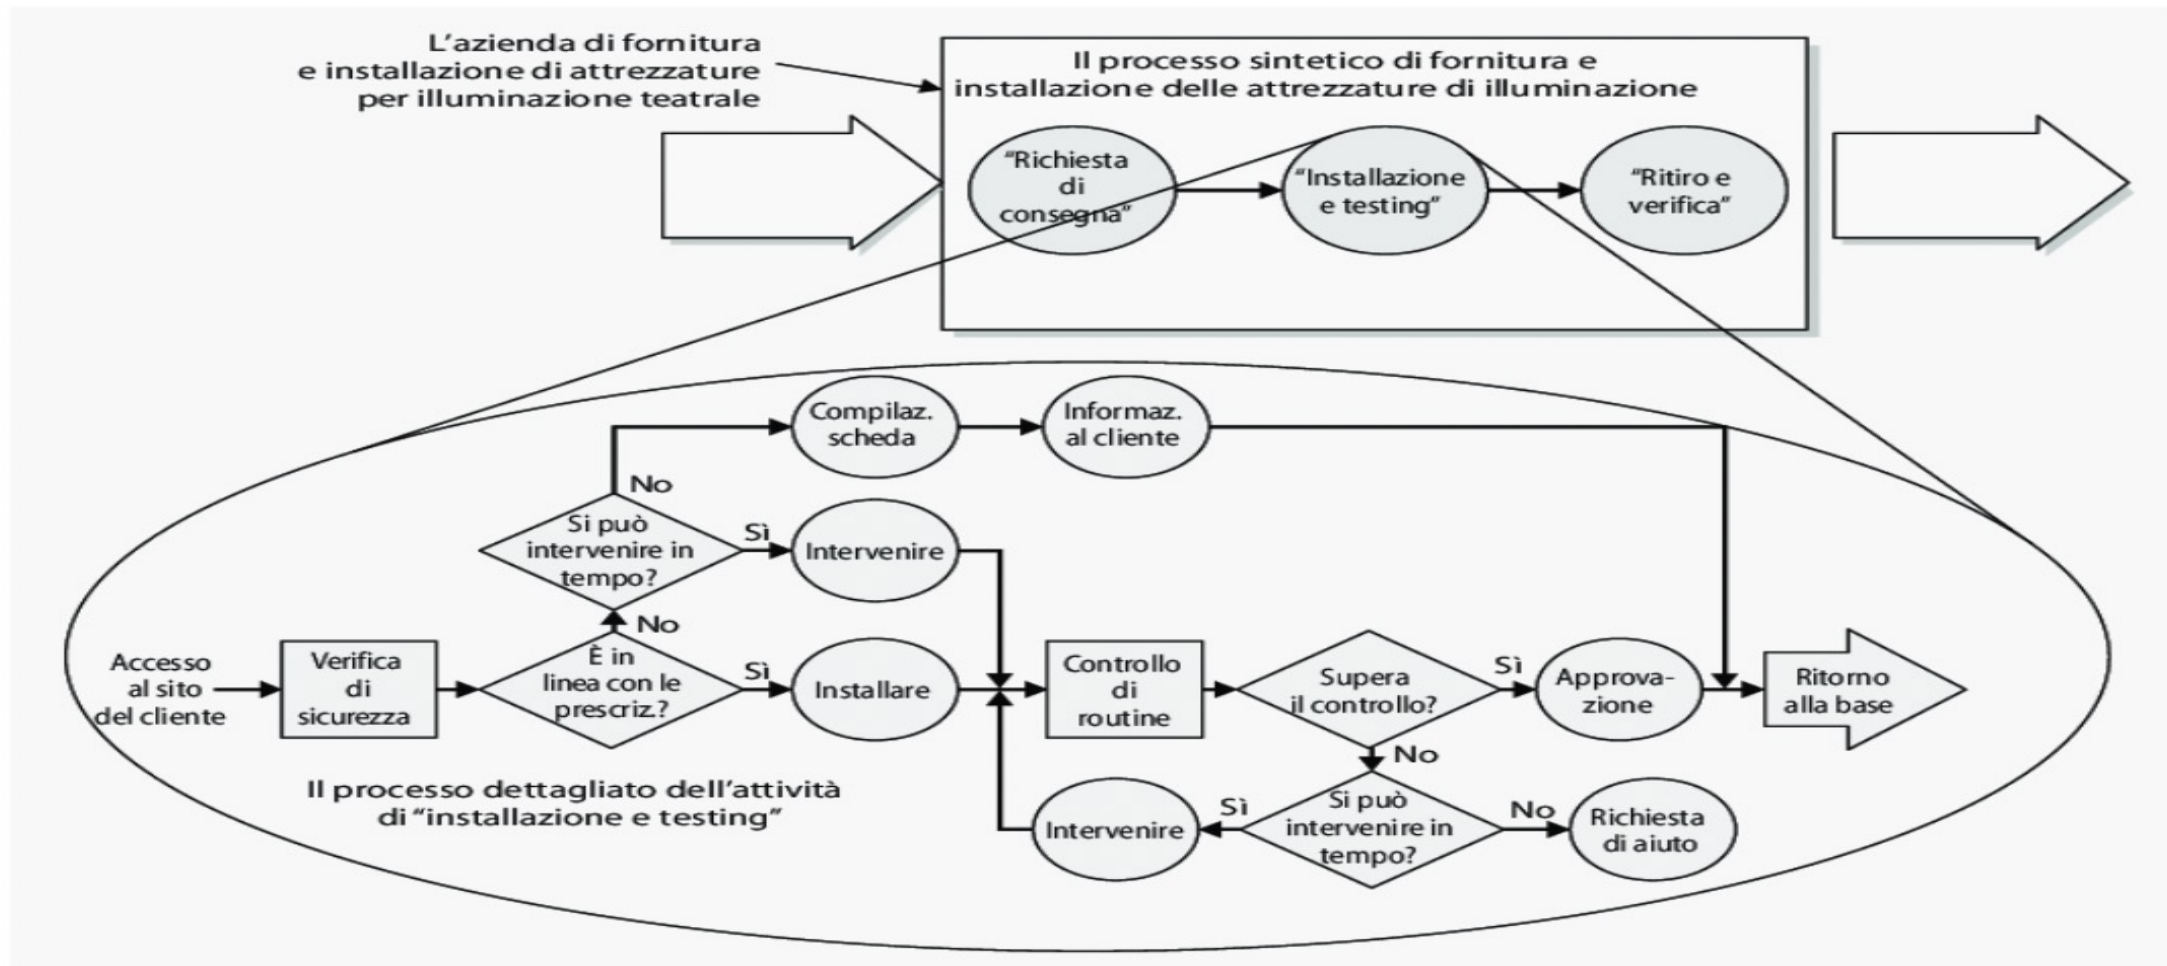 L'azienda di fornitura
e installazione di attrezzature
per illuminazione teatrale
Il processo sintetico di fornitura e
installazione delle attrezzature di illuminazione
"Richiesta
di
consegna"
"Installazione
e testing"
"Ritiro e
verifica"
Compilaz.
scheda
Informaz.
al cliente
No
Si può
intervenire in
tempo?
Sì
Intervenire
No
Accesso
al sito
del cliente
Verifica
di
sicurezza
È in
linea con le
prescriz.?
Sì
Installare
Controllo
di
routine
Supera
il controllo?
Sì
Approva-
zione
Ritorno
alla base
No
Il processo dettagliato dell'attività
di "installazione e testing"
Intervenire
Sì
Si può
intervenire in
tempo?
No
Richiesta
di aiuto